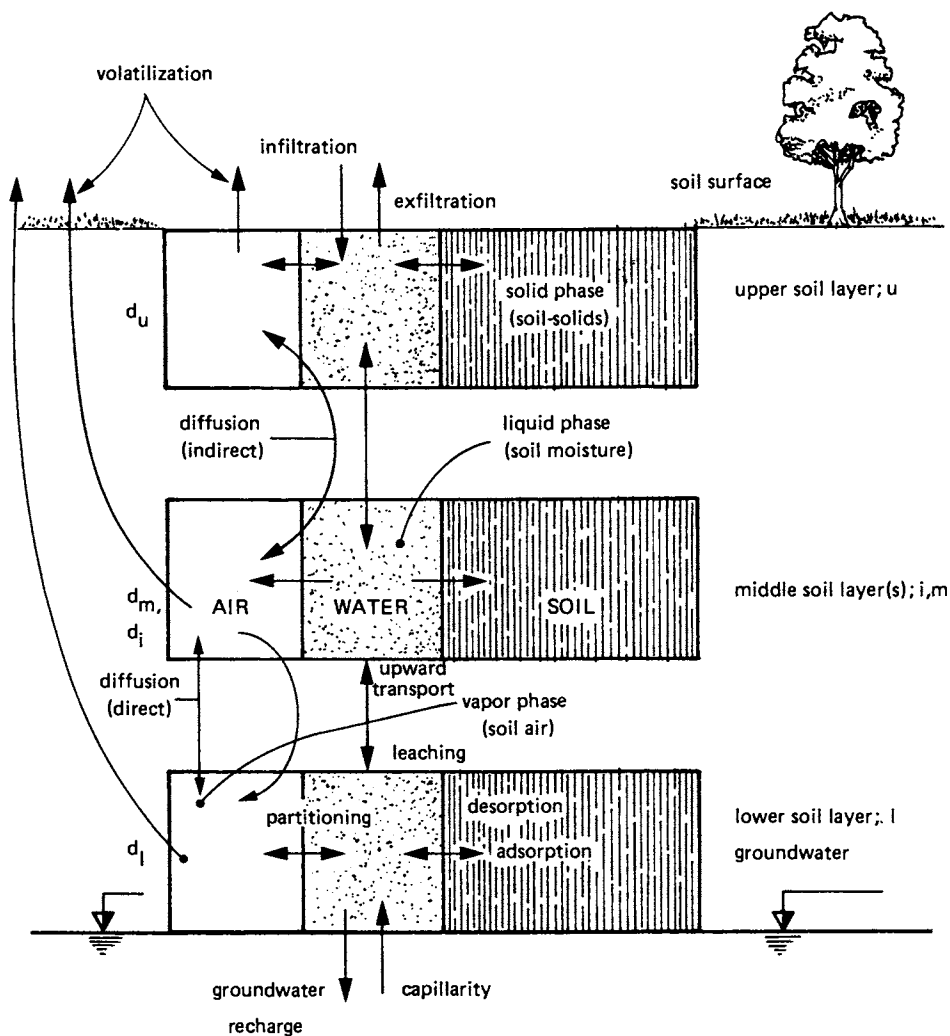 volatilization
infiltration
exfiltration
soil surface
solid phase
(soil-solids)
upper soil layer; u
d_u
diffusion
(indirect)
liquid phase
(soil moisture)
d_m,
d_i
AIR
WATER
SOIL
middle soil layer(s); i,m
diffusion
(direct)
upward
transport
vapor phase
(soil air)
leaching
partitioning
desorption
adsorption
lower soil layer; l
groundwater
d_l
groundwater
recharge
capillarity